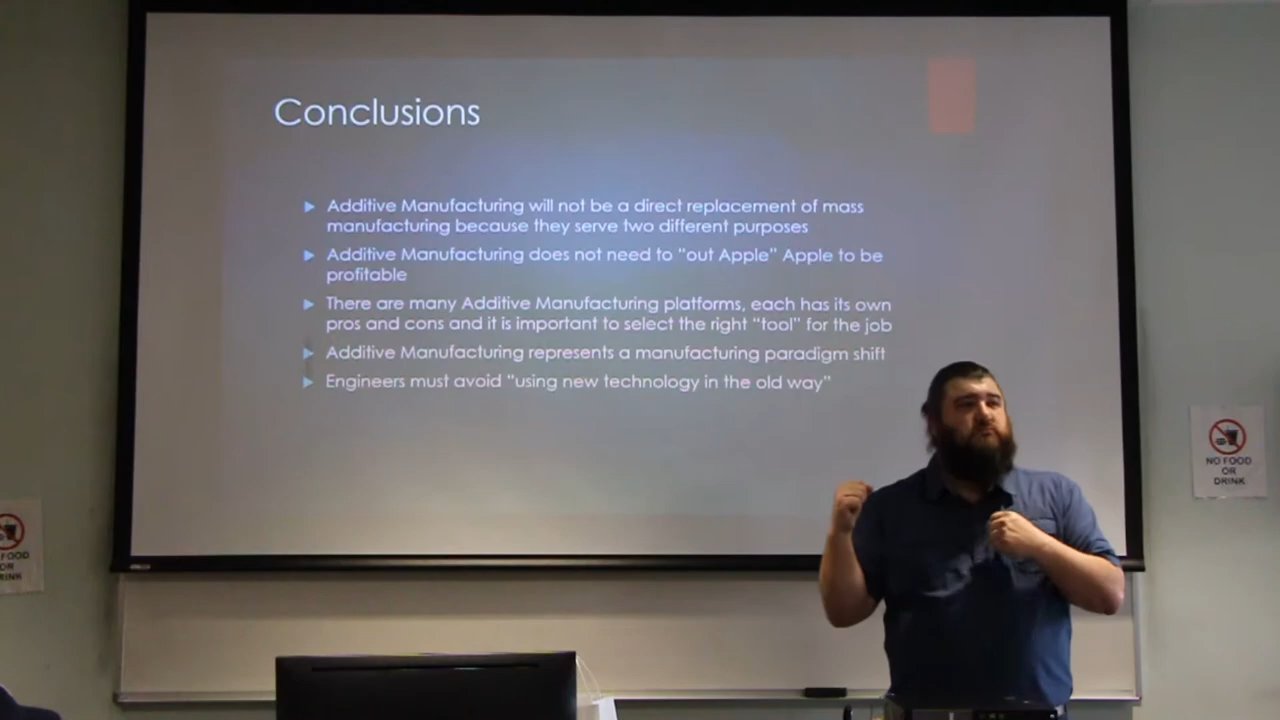 Conclusions
Additive Manufacturing will not be a direct replacement of mass
manufacturing because they serve two different purposes
Additive Manufacturing does not need to “out Apple” Apple to be
profitable
There are many Additive Manufacturing platforms, each has its own
pros and cons and it is important to select the right “tool” for the job
Additive Manufacturing represents a manufacturing paradigm shift
Engineers must avoid “using new technology in the old way”
NO FOOD
OR
DRINK
FOOD
OR
RINK